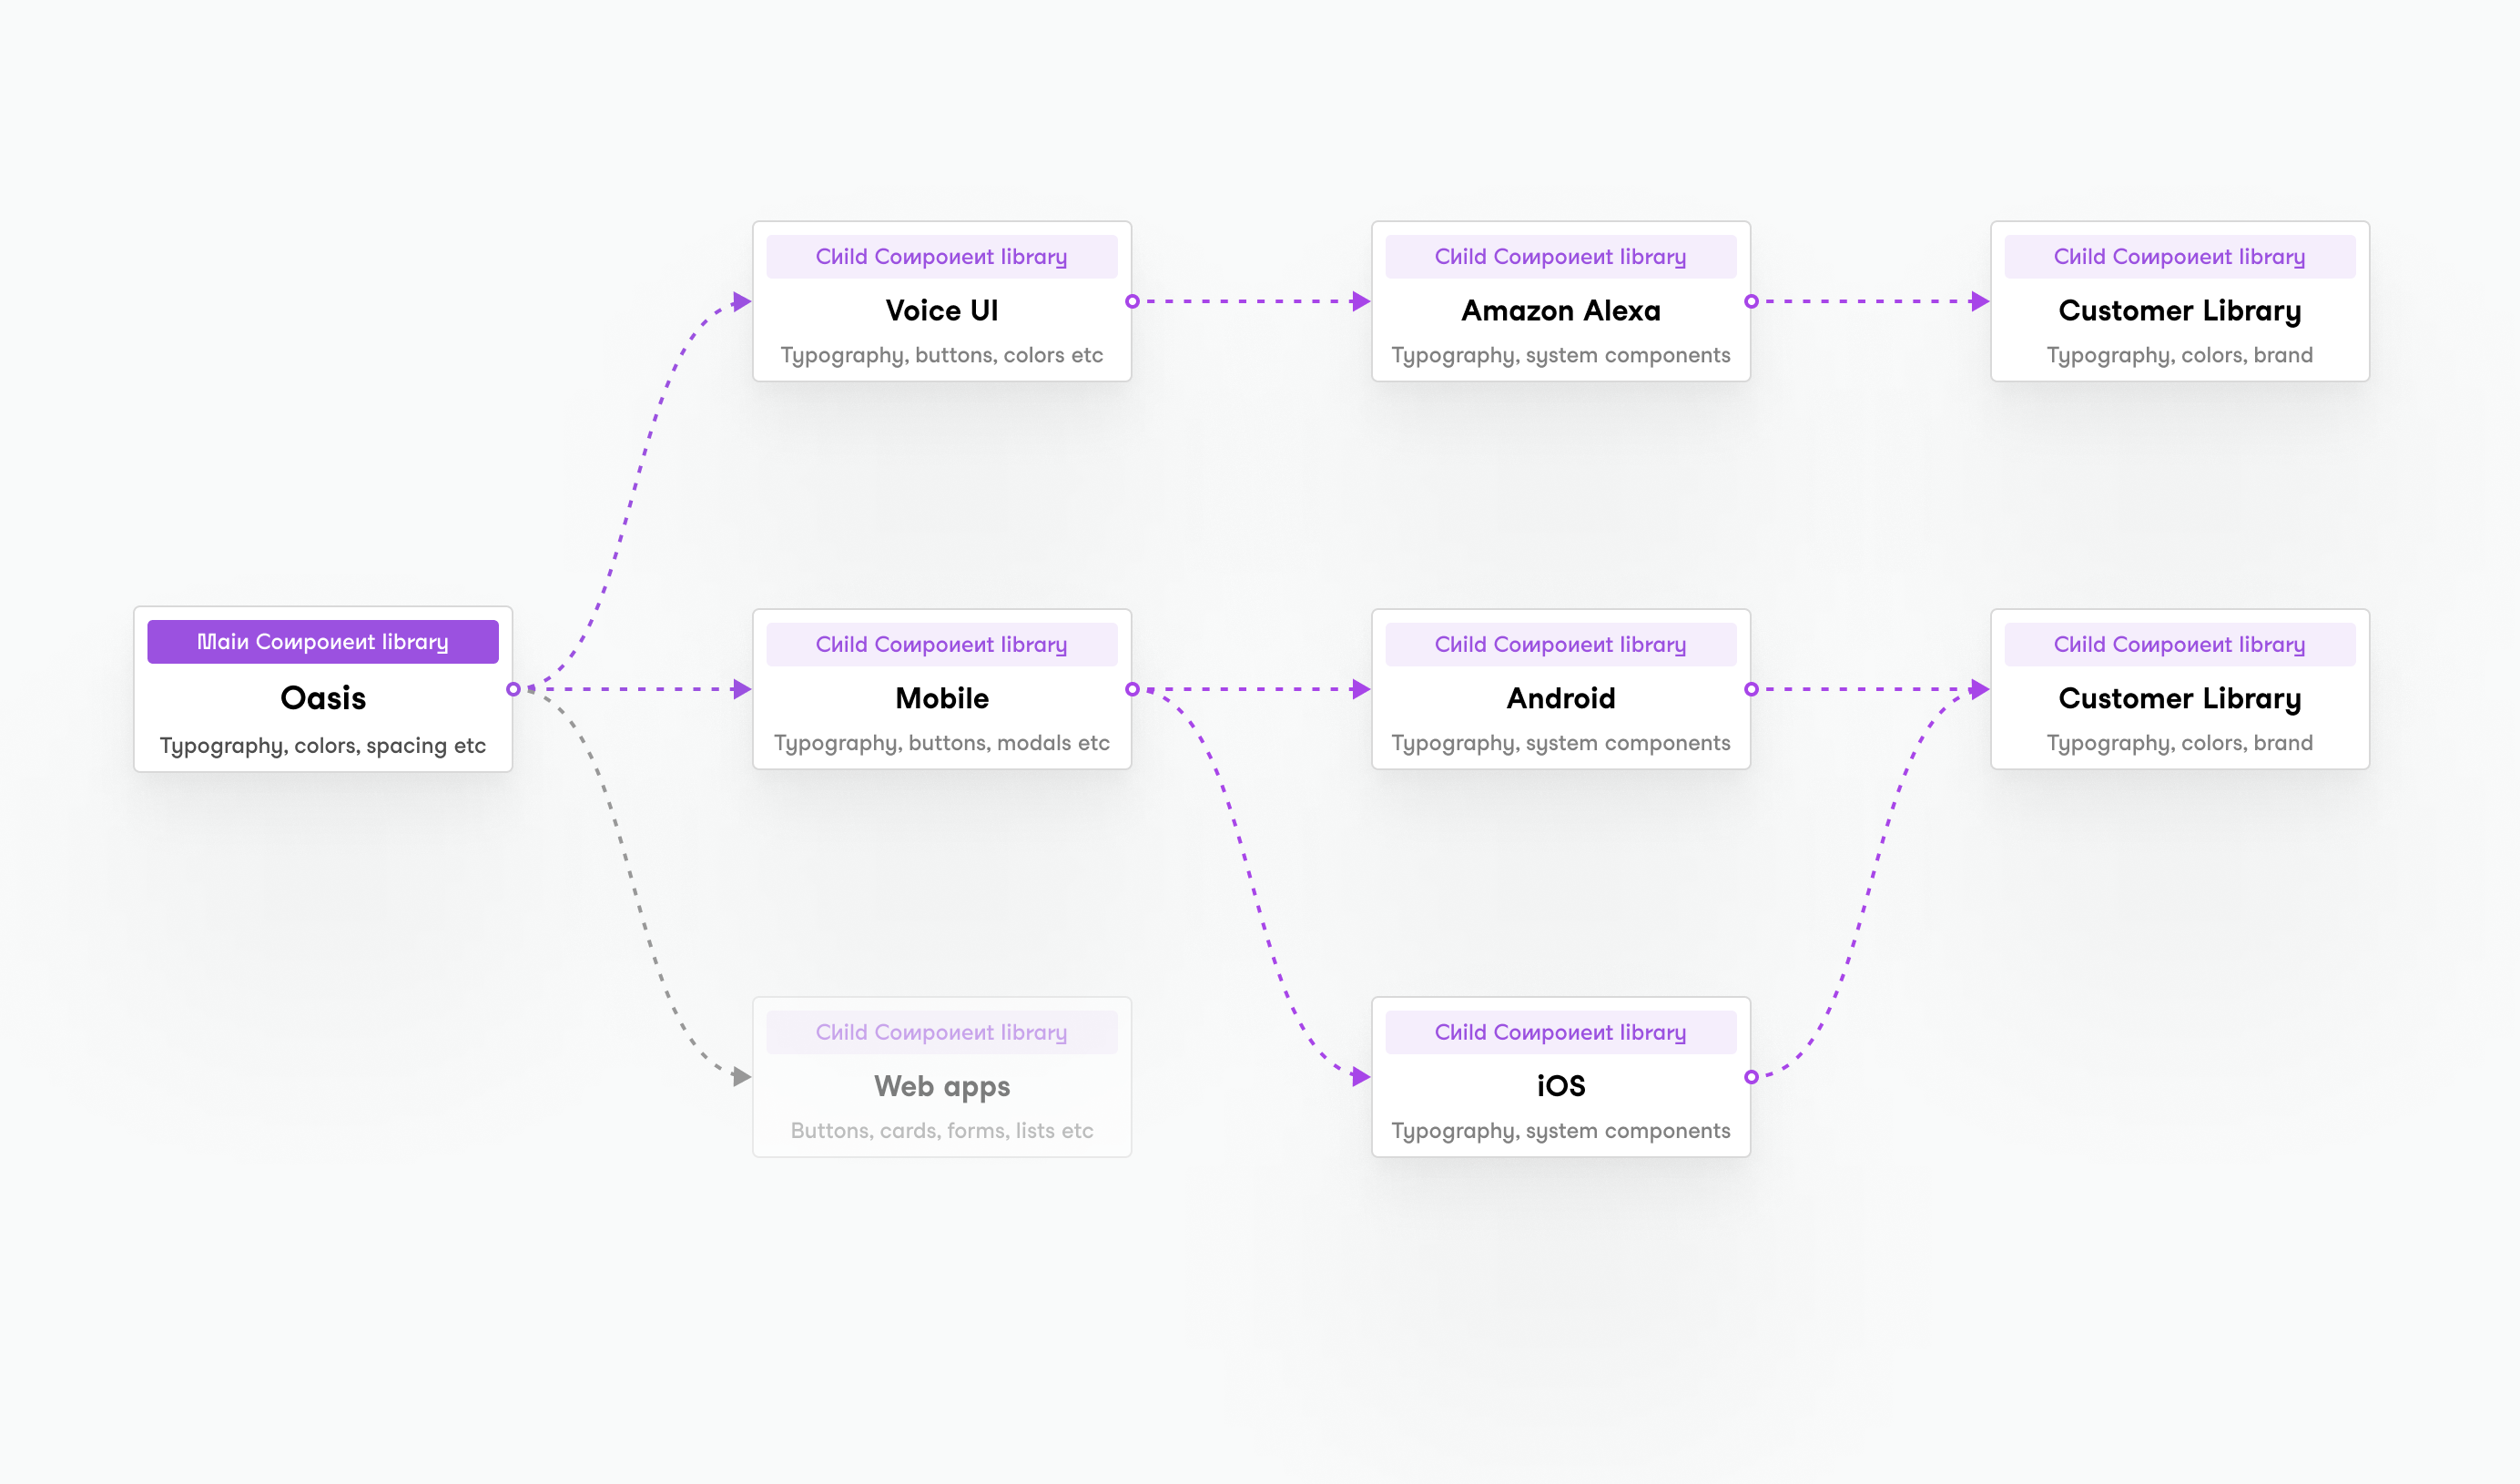 Child Component library
Voice UI
Typography, buttons, colors etc
Child Component library
Amazon Alexa
Typography, system components
Child Component library
Customer Library
Typography, colors, brand
Main Component library
Oasis
Typography, colors, spacing etc
Child Component library
Mobile
Typography, buttons, modals etc
Child Component library
Android
Typography, system components
Child Component library
Customer Library
Typography, colors, brand
Child Component library
Web apps
Buttons, cards, forms, lists etc
Child Component library
iOS
Typography, system components